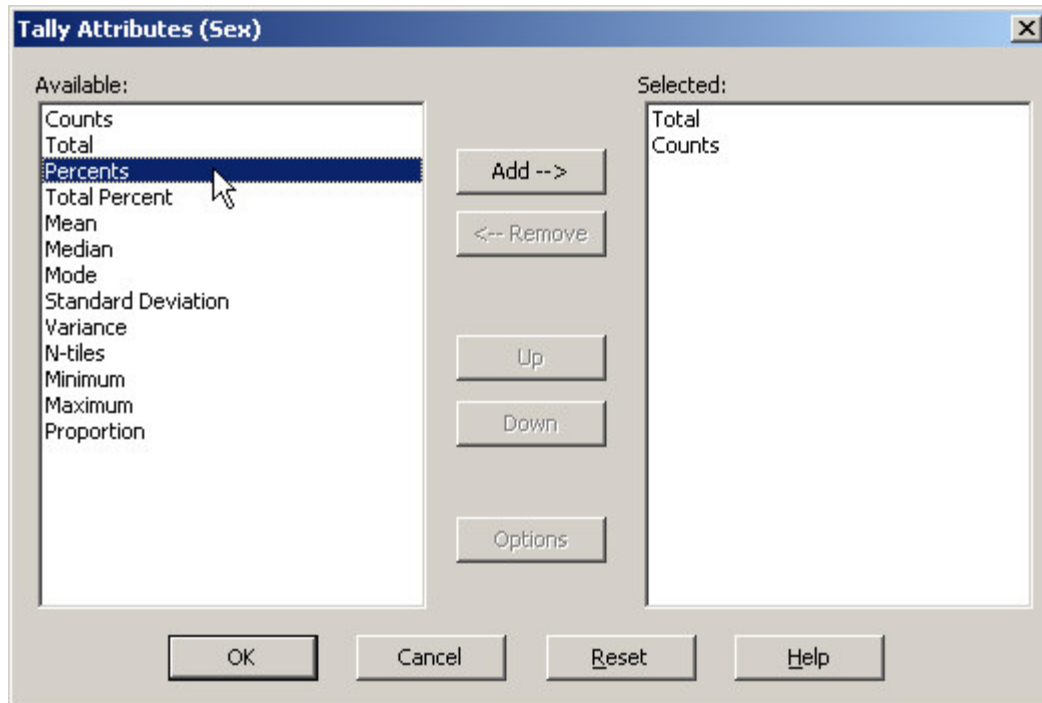 Tally Attributes (Sex)
Available:
Counts
Total
Percents
Total Percent
Mean
Median
Mode
Standard Deviation
Variance
N-tiles
Minimum
Maximum
Proportion
Add -->
<-- Remove
Up
Down
Options
Selected:
Total
Counts
OK
Cancel
Reset
Help